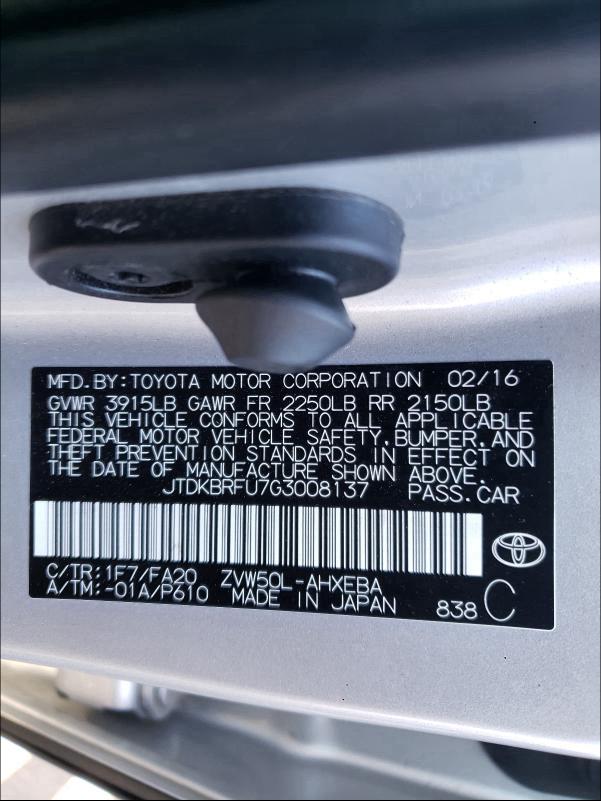 MFD.BY:TOYOTA MOTOR CORPORATION 02/16
GVWR 3915LB GAWR FR 2250LB RR 2150LB
THIS VEHICLE CONFORMS TO ALL APPLICABLE
FEDERAL MOTOR VEHICLE SAFETY,BUMPER,AND
THEFT PREVENTION STANDARDS IN EFFECT ON
THE DATE OF MANUFACTURE SHOWN ABOVE.
JTDKBRFU7G3008137 PASS.CAR
C/TR:1F7/FA20 ZVW50L-AHXEBA
A/TM:-01A/P610 MADE IN JAPAN 838 C